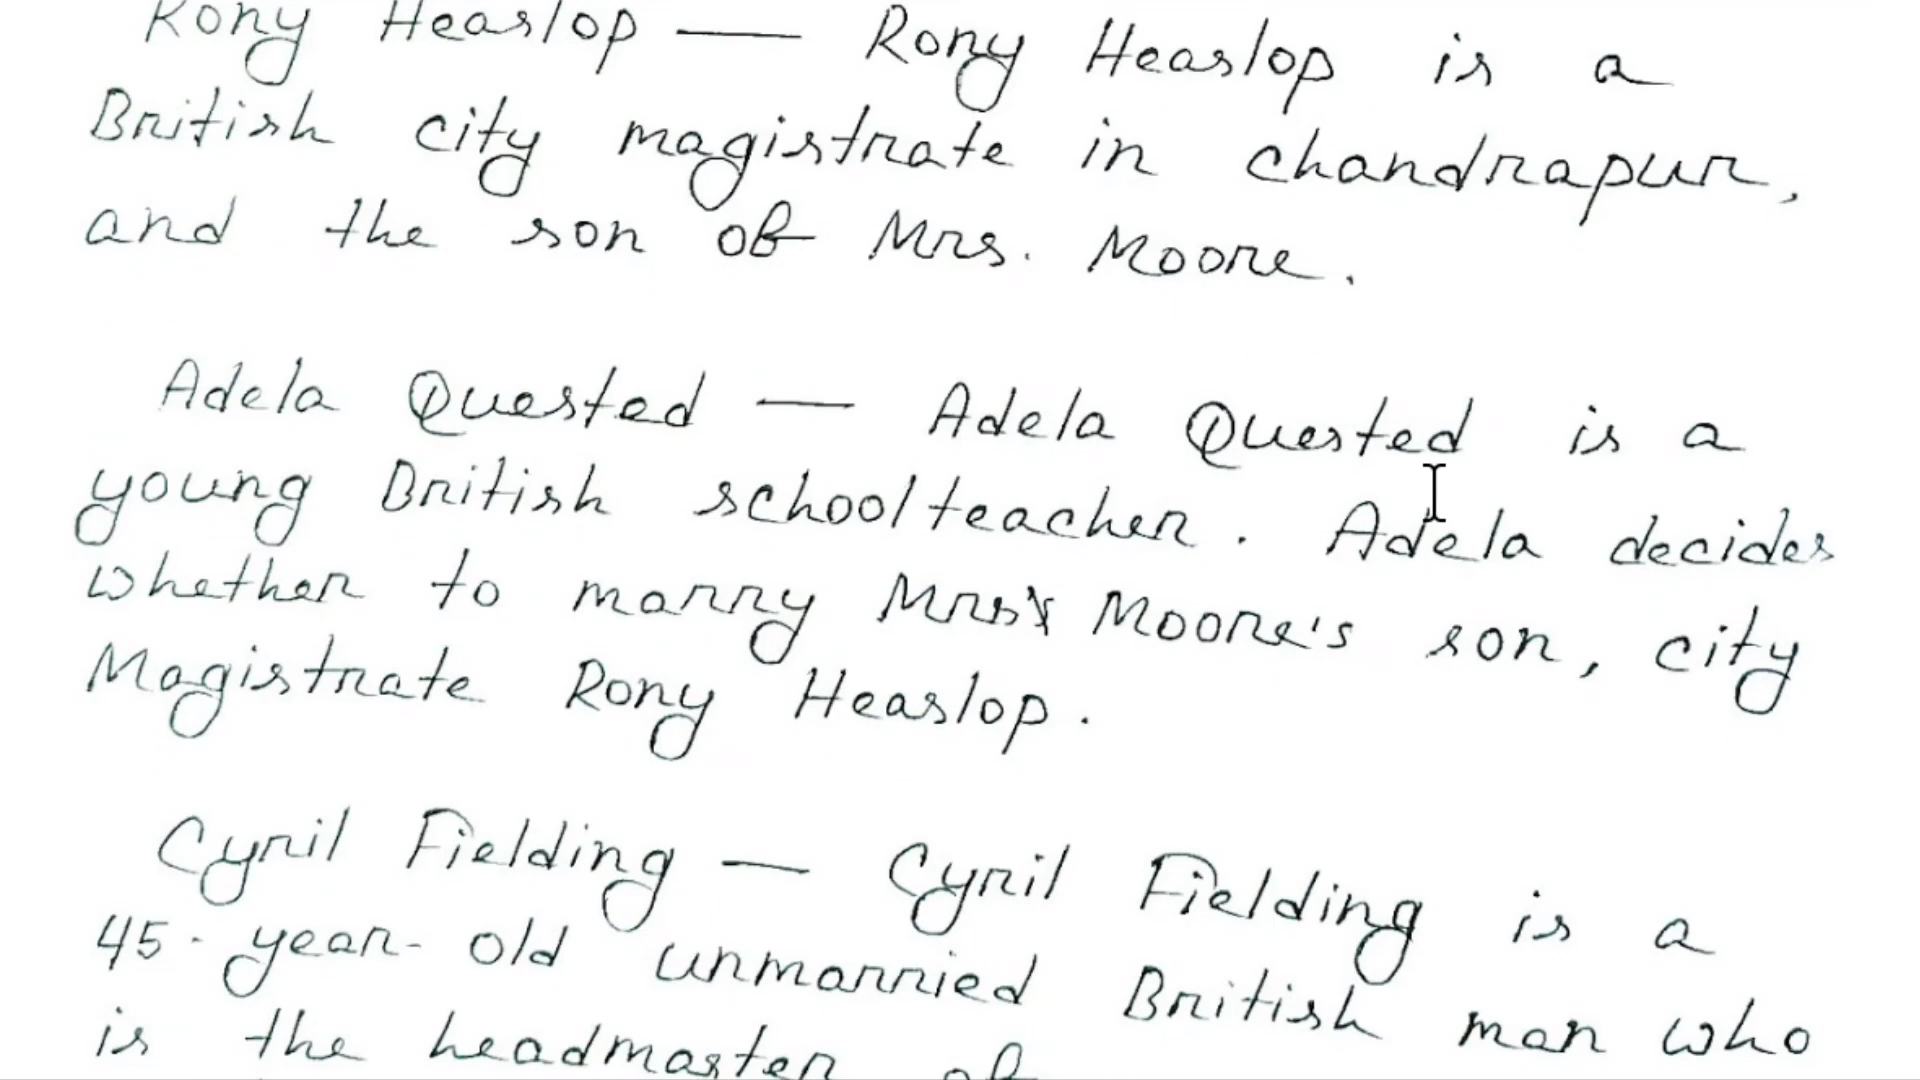 Rony Heaslop — Rony Heaslop is a
British city magistrate in chandrapur,
and the son of Mrs. Moore.
Adela Quested — Adela Quested is a
young British schoolteacher. Adela decides
whether to marry Mrs Moore's son, city
Magistrate Rony Heaslop.
Cyril Fielding — Cyril Fielding is a
45-year-old unmarried British man who
is the headmaster of